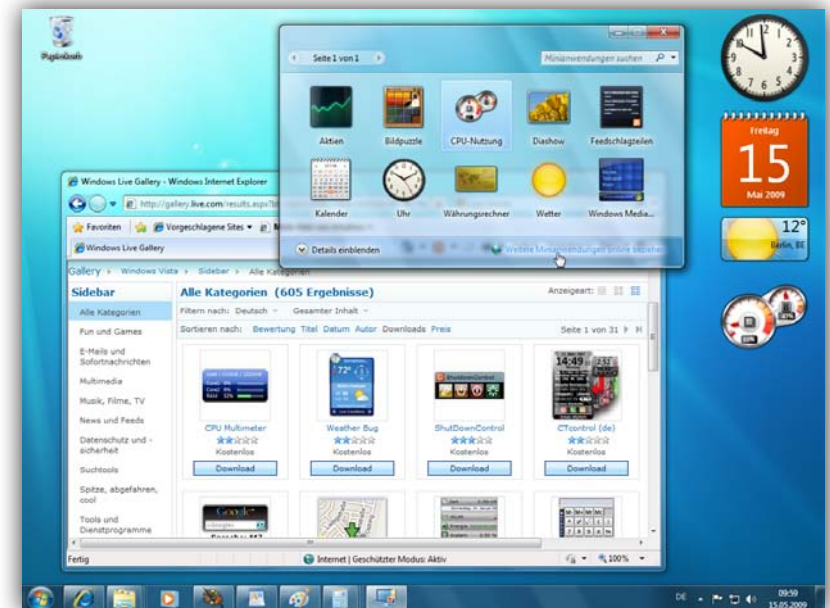 Papierkorb
Seite 1 von 1
Minianwendungen suchen
Aktien
Bildpuzzle
CPU-Nutzung
Diashow
Feedschlagzeilen
Kalender
Uhr
Währungsrechner
Wetter
Windows Media...
Details einblenden
Weitere Minianwendungen online beziehen
Freitag
15
Mai 2009
12°
Berlin, BE
Windows Live Gallery - Windows Internet Explorer
http://gallery.live.com/results.aspx?
Favoriten
Vorgeschlagene Sites
Windows Live Gallery
Gallery > Windows Vista > Sidebar > Alle Kategorien
Sidebar
Alle Kategorien
Fun und Games
E-Mails und
Sofortnachrichten
Multimedia
Musik, Filme, TV
News und Feeds
Datenschutz und -
sicherheit
Suchtools
Spitze, abgefahren,
cool
Tools und
Dienstprogramme
Alle Kategorien (605 Ergebnisse)
Anzeigeart:
Filtern nach: Deutsch Gesamter Inhalt
Sortieren nach: Bewertung Titel Datum Autor Downloads Preis
Seite 1 von 31
72°
14:49
CPU Multimeter
Weather Bug
ShutDownControl
CTcontrol (de)
Kostenlos
Kostenlos
Kostenlos
Kostenlos
Download
Download
Download
Download
Google
Fertig
Internet | Geschützter Modus: Aktiv
100%
DE
09:59
15.05.2009